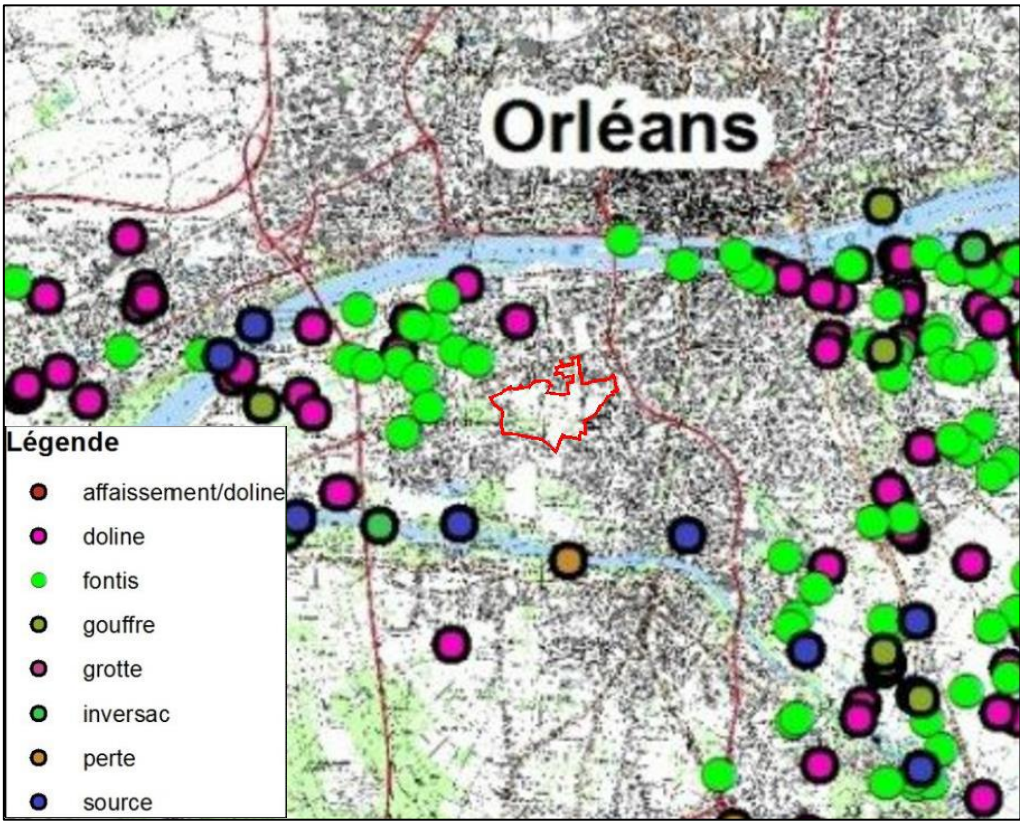 Orléans
Légende
affaissement/doline
doline
fontis
gouffre
grotte
inversac
perte
source